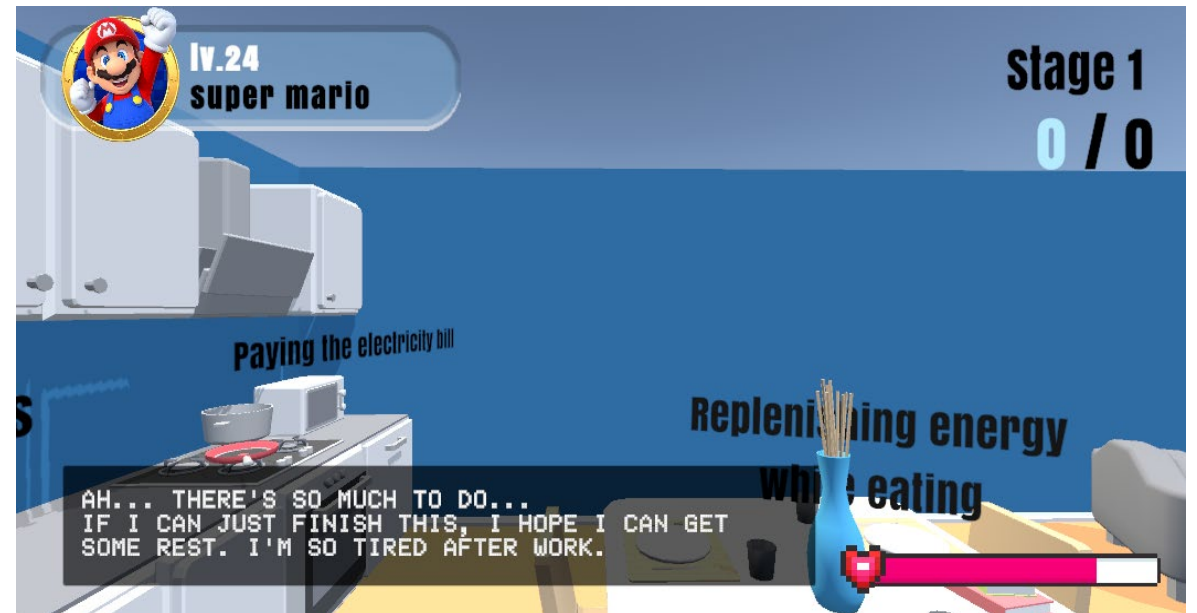 lv.24
super mario
Stage 1
0 / 0
Paying the electricity bill
S
Replenishing energy
while eating
AH... THERE'S SO MUCH TO DO...
IF I CAN JUST FINISH THIS, I HOPE I CAN GET
SOME REST. I'M SO TIRED AFTER WORK.